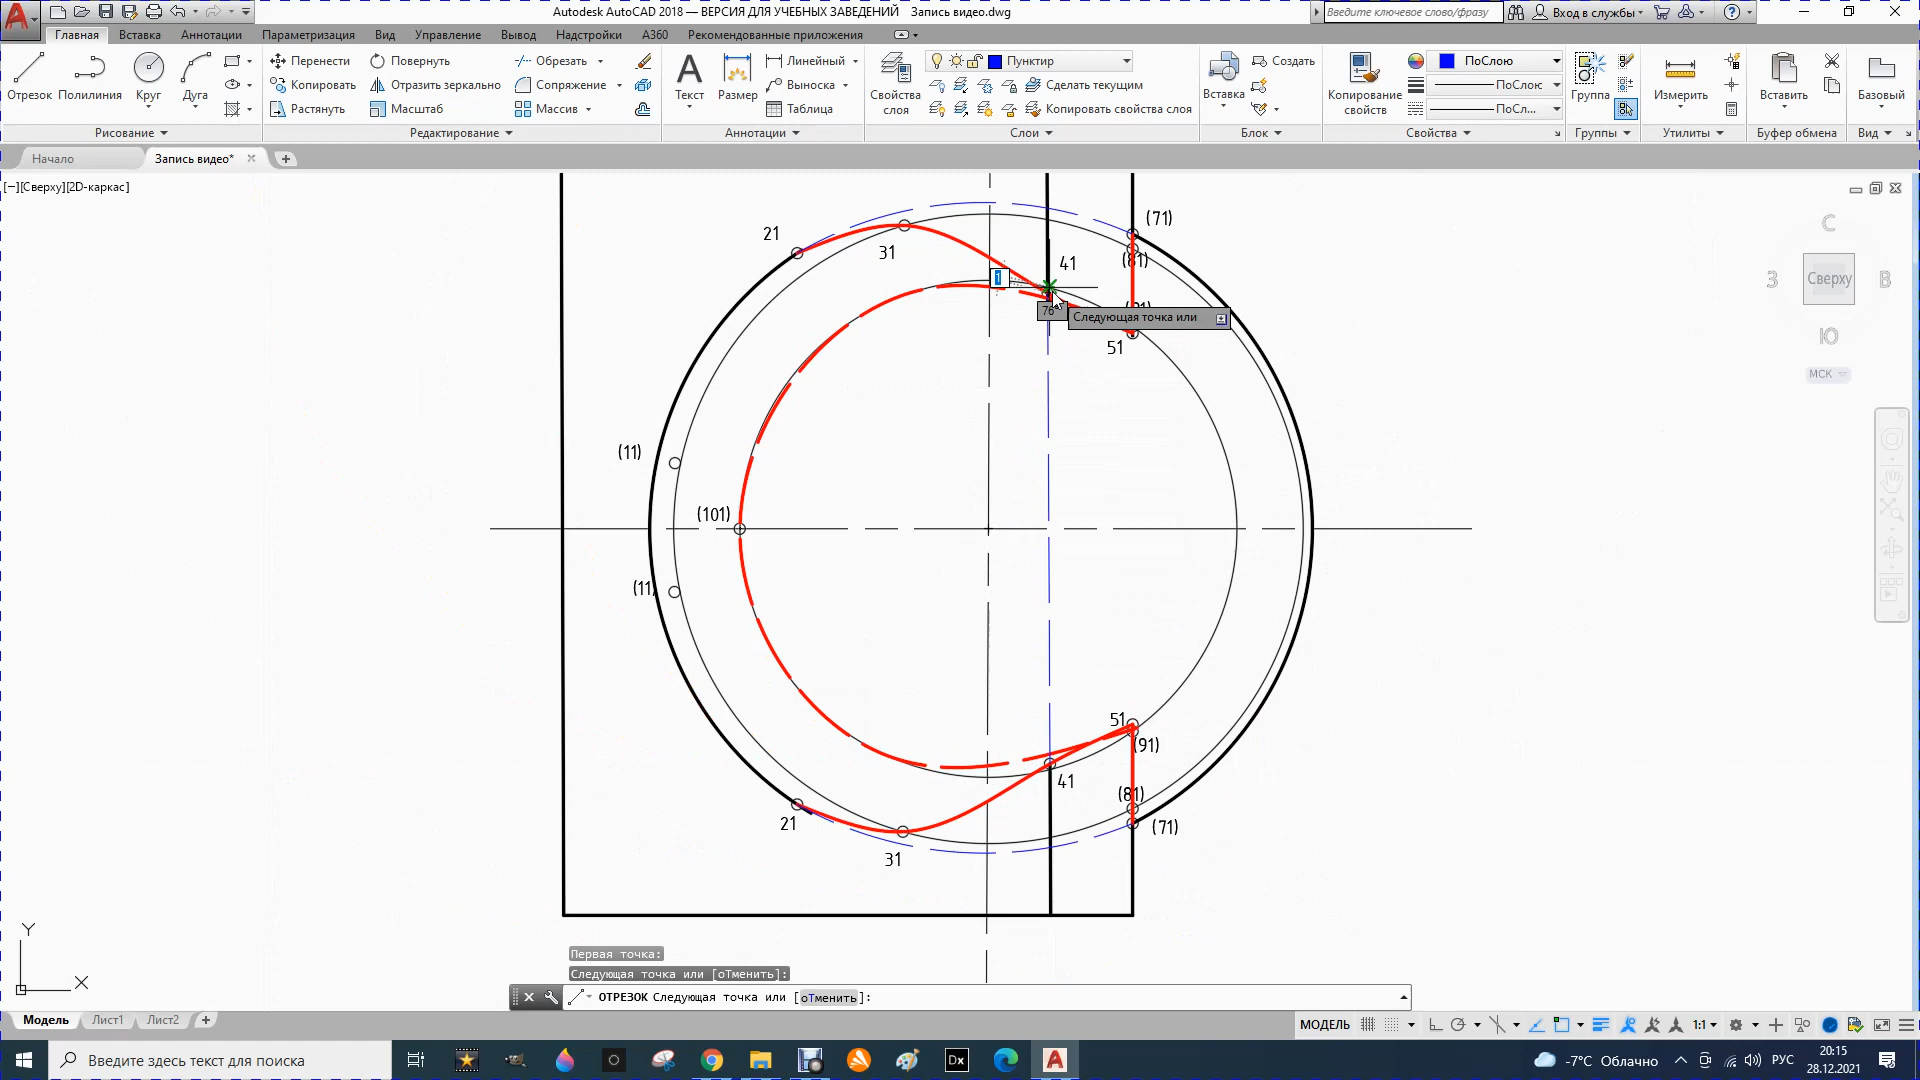 Autodesk AutoCAD 2018 — ВЕРСИЯ ДЛЯ УЧЕБНЫХ ЗАВЕДЕНИЙ Запись видео.dwg
Введите ключевое слово/фразу
Вход в службы
Главная Вставка Аннотации Параметризация Вид Управление Вывод Надстройки A360 Рекомендованные приложения
Отрезок Полилиния Круг Дуга
Рисование
Перенести Повернуть Обрезать
Копировать Отразить зеркально Сопряжение
Растянуть Масштаб Массив
Редактирование
Текст Размер
Линейный
Выноска
Таблица
Аннотации
Свойства слоя
Пунктир
Сделать текущим
Копировать свойства слоя
Слои
Вставка
Создать
Блок
Копирование свойств
ПоСлою
ПоСлою
ПоСл...
Свойства
Группа
Группы
Измерить
Утилиты
Вставить
Буфер обмена
Базовый
Вид
Начало Запись видео*
[−][Сверху][2D-каркас]
С
З Сверху В
Ю
МСК
21
31
41
(71)
(81)
1
76
Следующая точка или
51
(11)
(101)
(11)
51
(91)
41
(81)
(71)
21
31
Y
X
Первая точка:
Следующая точка или [оТменить]:
ОТРЕЗОК Следующая точка или [оТменить]:
Модель Лист1 Лист2
МОДЕЛЬ 1:1
Введите здесь текст для поиска
Dx
-7°C Облачно
РУС
20:15
28.12.2021